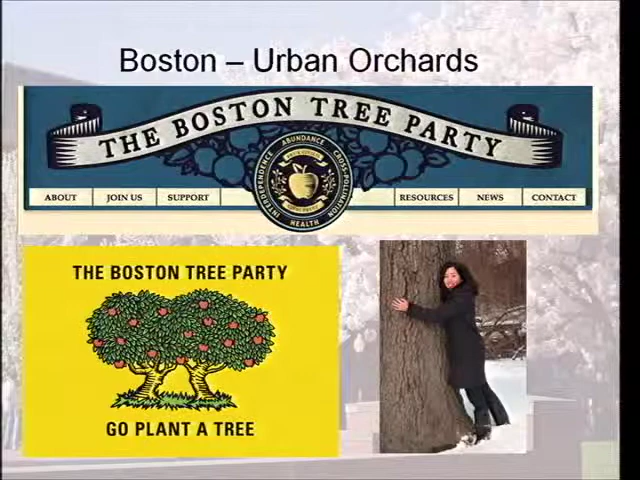 Boston – Urban Orchards
THE BOSTON TREE PARTY
ABUNDANCE
CROSS-POLLINATION
HEALTH
INTERDEPENDENCE
ABOUT
JOIN US
SUPPORT
RESOURCES
NEWS
CONTACT
THE BOSTON TREE PARTY
GO PLANT A TREE